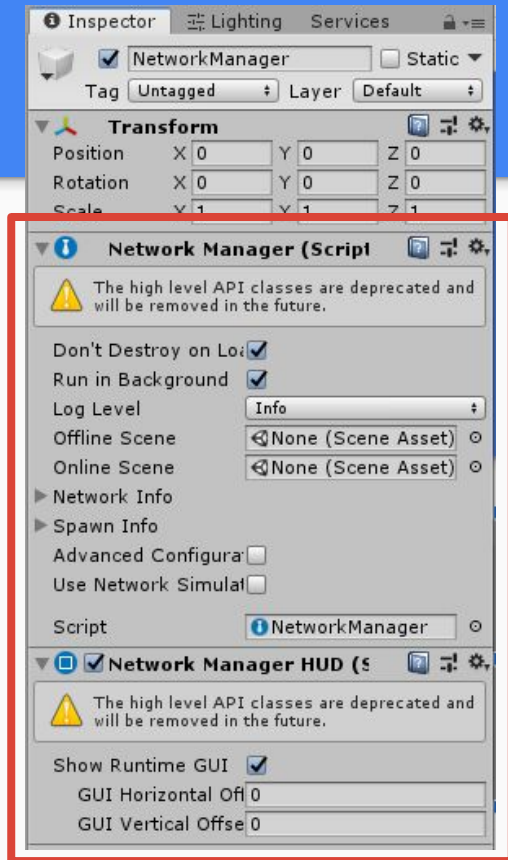 Inspector Lighting Services
NetworkManager Static
Tag Untagged Layer Default
Transform
Position X 0 Y 0 Z 0
Rotation X 0 Y 0 Z 0
Scale X 1 Y 1 Z 1
Network Manager (Script
The high level API classes are deprecated and
will be removed in the future.
Don't Destroy on Loa
Run in Background
Log Level Info
Offline Scene None (Scene Asset)
Online Scene None (Scene Asset)
Network Info
Spawn Info
Advanced Configura
Use Network Simulat
Script NetworkManager
Network Manager HUD (S
The high level API classes are deprecated and
will be removed in the future.
Show Runtime GUI
GUI Horizontal Off 0
GUI Vertical Offse 0